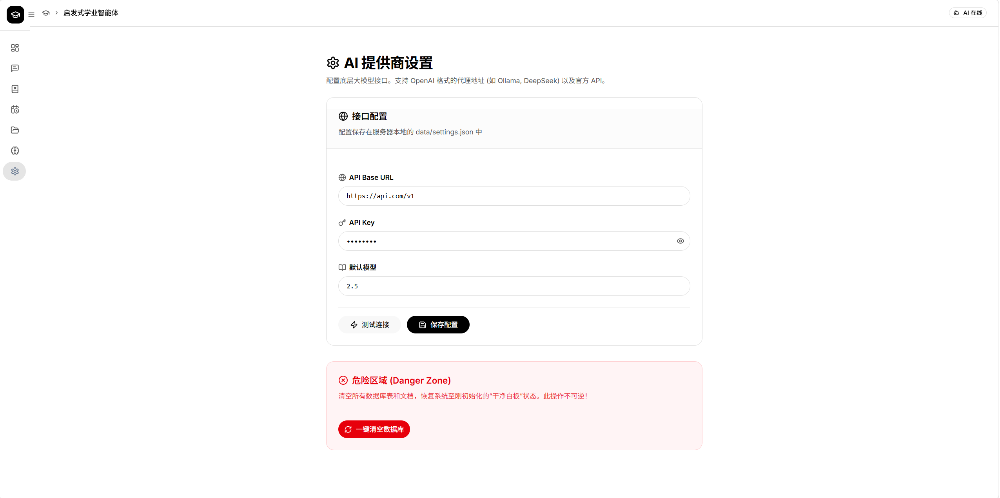 启发式学业智能体
AI 在线
AI 提供商设置
配置底层大模型接口。支持 OpenAI 格式的代理地址 (如 Ollama, DeepSeek) 以及官方 API。
接口配置
配置保存在服务器本地的 data/settings.json 中
API Base URL
https://api.com/v1
API Key
••••••••
默认模型
2.5
测试连接
保存配置
危险区域 (Danger Zone)
清空所有数据库表和文档，恢复系统至刚初始化的“干净白板”状态。此操作不可逆！
一键清空数据库